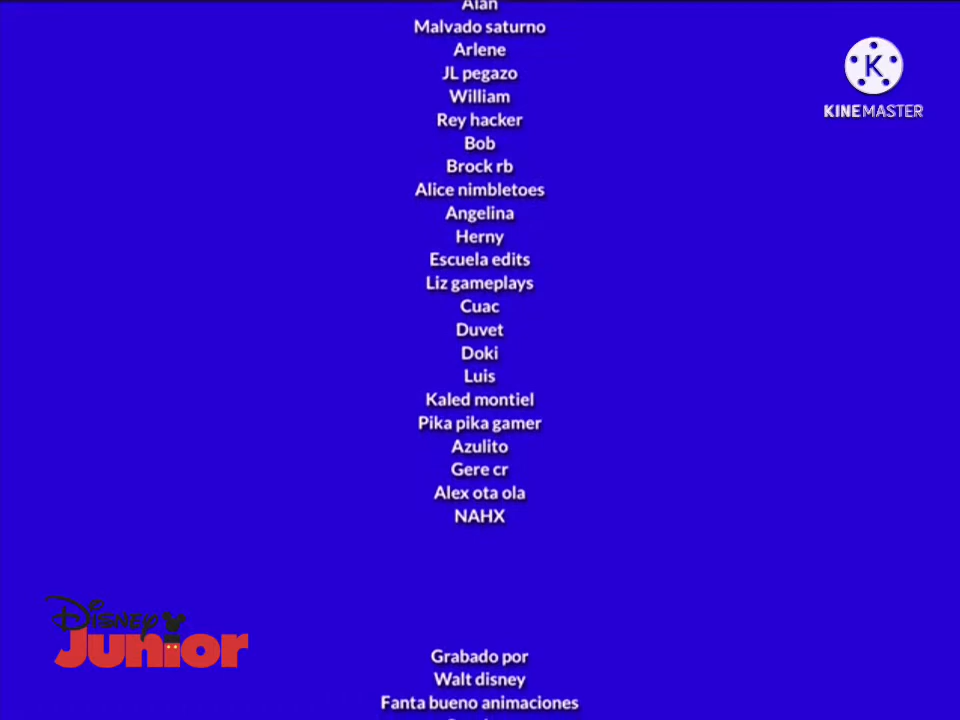 Alan
Malvado saturno
Arlene
JL pegazo
William
Rey hacker
Bob
Brock rb
Alice nimbletoes
Angelina
Herny
Escuela edits
Liz gameplays
Cuac
Duvet
Doki
Luis
Kaled montiel
Pika pika gamer
Azulito
Gere cr
Alex ota ola
NAHX
K
KINEMASTER
Disney
Junior
Grabado por
Walt disney
Fanta bueno animaciones